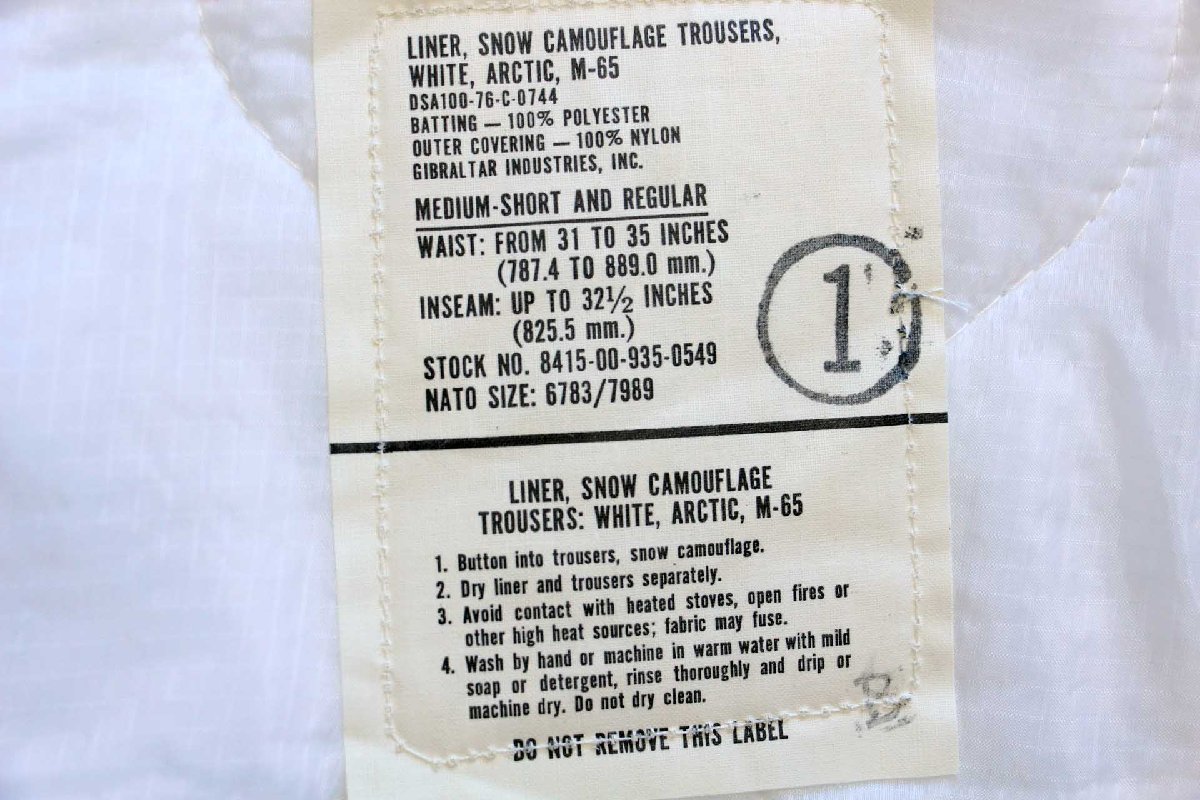 LINER, SNOW CAMOUFLAGE TROUSERS,
WHITE, ARCTIC, M-65
DSA100-76-C-0744
BATTING — 100% POLYESTER
OUTER COVERING — 100% NYLON
GIBRALTAR INDUSTRIES, INC.
MEDIUM-SHORT AND REGULAR
WAIST: FROM 31 TO 35 INCHES
(787.4 TO 889.0 mm.)
INSEAM: UP TO 32½ INCHES
(825.5 mm.)
STOCK NO. 8415-00-935-0549
NATO SIZE: 6783/7989
1
LINER, SNOW CAMOUFLAGE
TROUSERS: WHITE, ARCTIC, M-65
1. Button into trousers, snow camouflage.
2. Dry liner and trousers separately.
3. Avoid contact with heated stoves, open fires or
other high heat sources; fabric may fuse.
4. Wash by hand or machine in warm water with mild
soap or detergent, rinse thoroughly and drip or
machine dry. Do not dry clean.
DO NOT REMOVE THIS LABEL